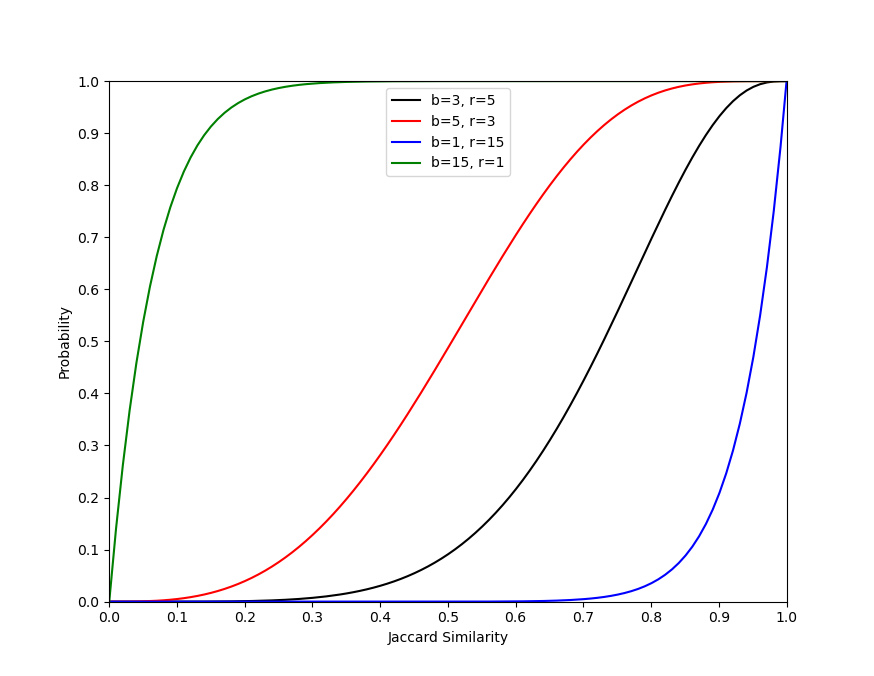 1.0
0.9
0.8
0.7
0.6
0.5
0.4
0.3
0.2
0.1
0.0
Probability
b=3, r=5
b=5, r=3
b=1, r=15
b=15, r=1
0.0 0.1 0.2 0.3 0.4 0.5 0.6 0.7 0.8 0.9 1.0
Jaccard Similarity